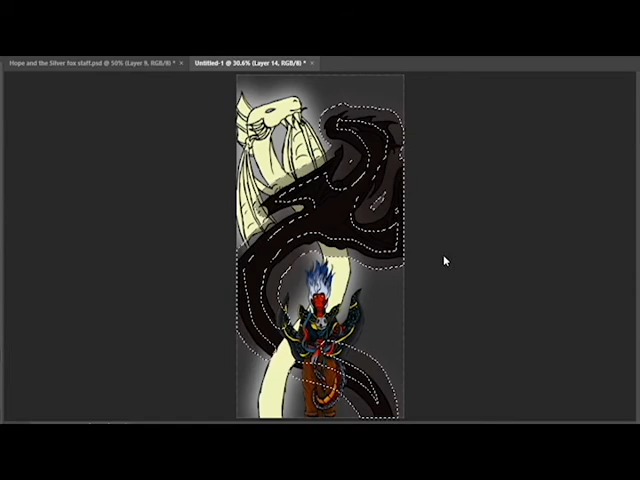 Hope and the Silver fox staff.psd @ 50% (Layer 9, RGB/8) * ×
Untitled-1 @ 30.6% (Layer 14, RGB/8) * ×